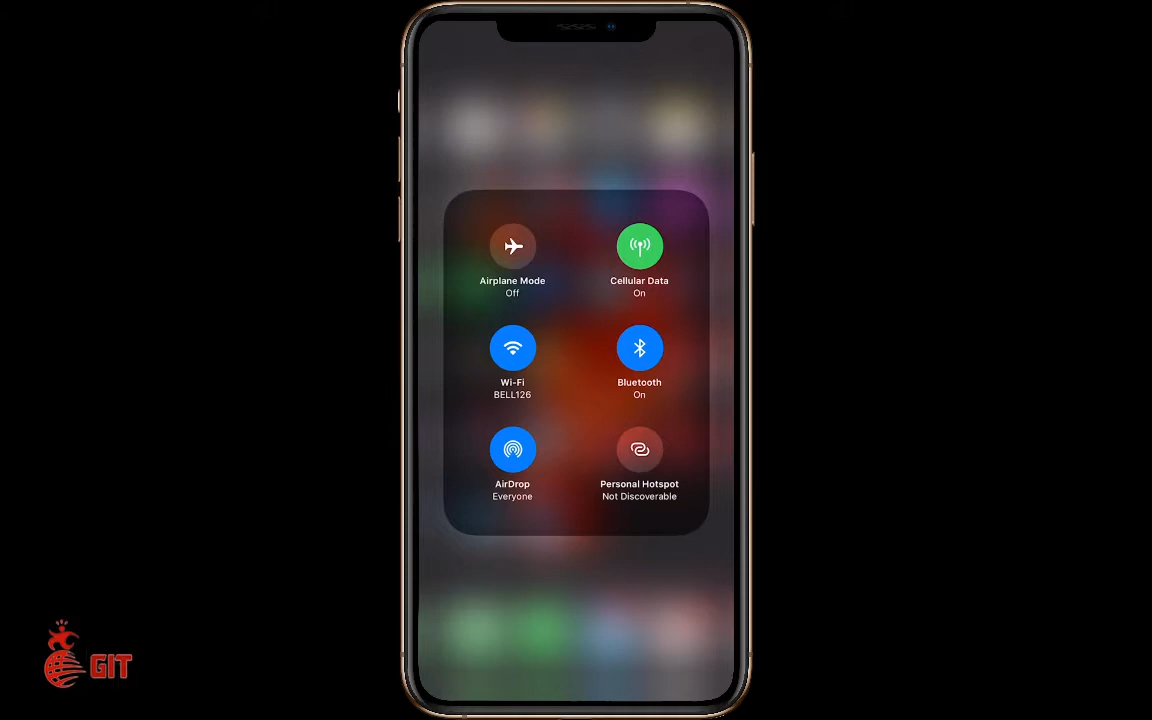 Airplane Mode
Off
Cellular Data
On
Wi-Fi
BELL126
Bluetooth
On
AirDrop
Everyone
Personal Hotspot
Not Discoverable
GIT